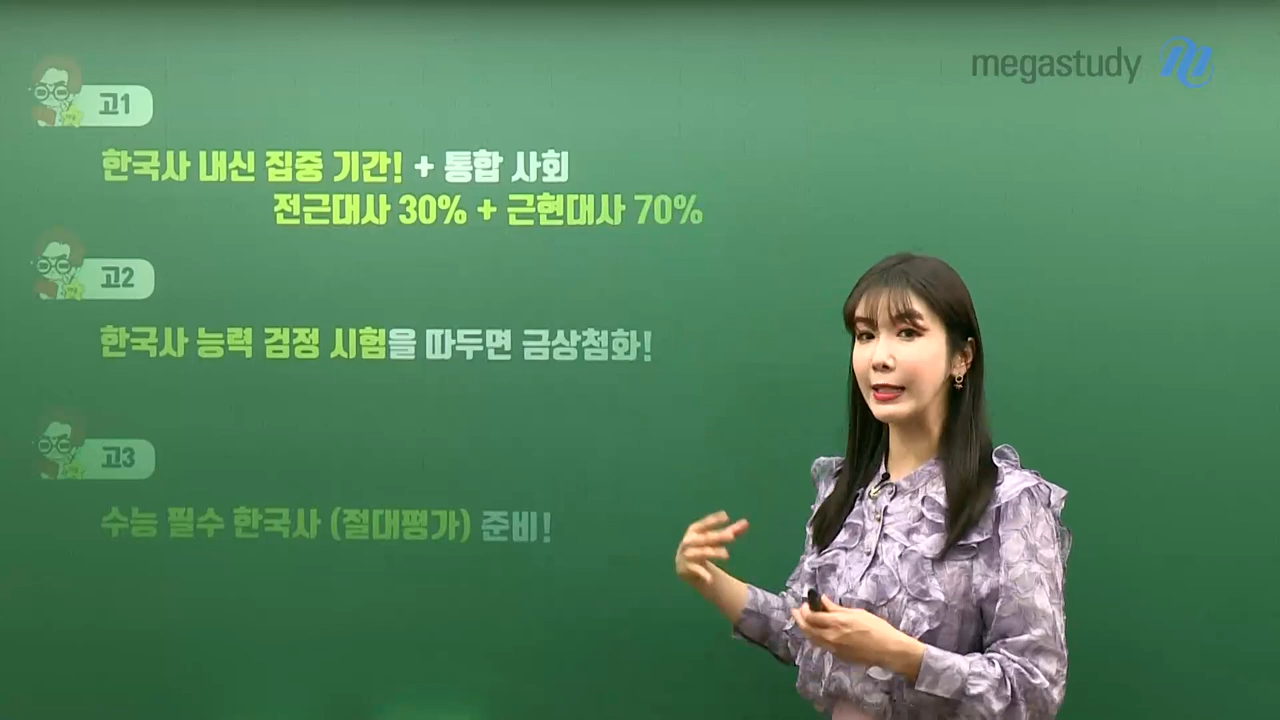 megastudy
고1
한국사 내신 집중 기간! + 통합 사회
전근대사 30% + 근현대사 70%
고2
한국사 능력 검정 시험을 따두면 금상첨화!
고3
수능 필수 한국사 (절대평가) 준비!